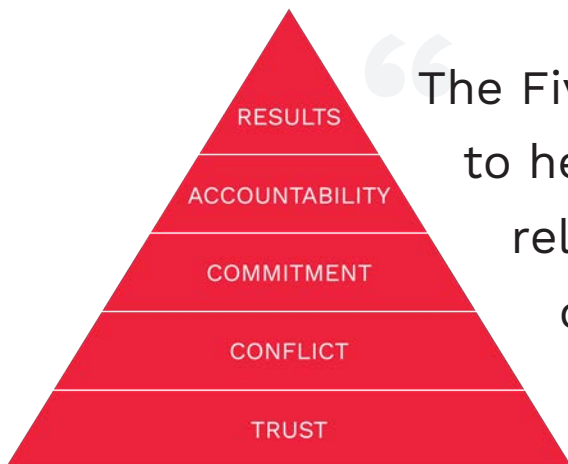 RESULTS
ACCOUNTABILITY
COMMITMENT
CONFLICT
TRUST
“
The
to